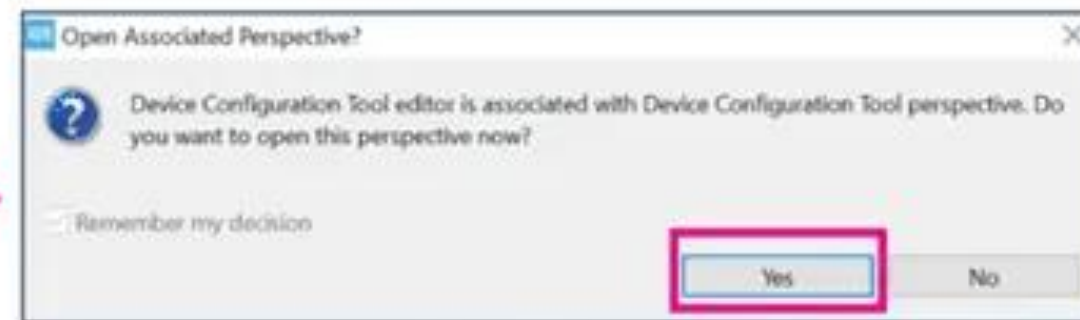 Open Associated Perspective?
Device Configuration Tool editor is associated with Device Configuration Tool perspective. Do
you want to open this perspective now?
Remember my decision
Yes
No